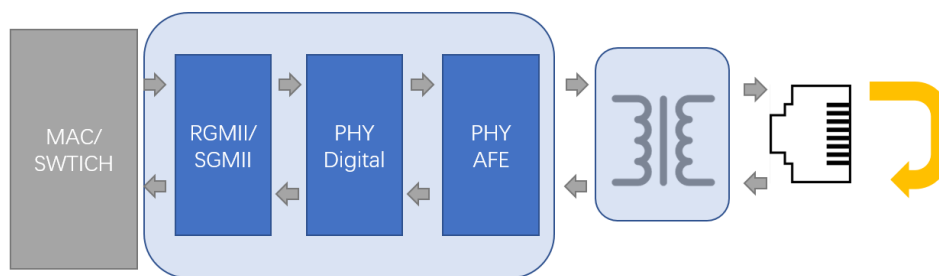 MAC/
SWTICH
RGMII/
SGMII
PHY
Digital
PHY
AFE